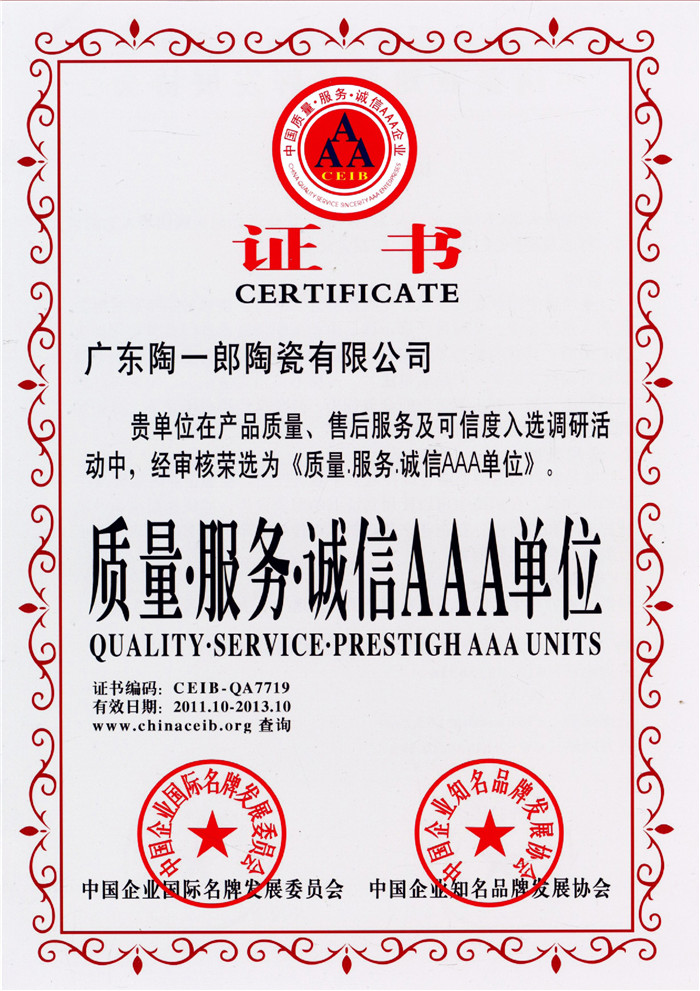 中国质量·服务·诚信AAA企业
AAA
CEIB
CHINA QUALITY·SERVICE·SINCERITY AAA ENTERPRISES
证 书
CERTIFICATE
广东陶一郎陶瓷有限公司
贵单位在产品质量、售后服务及可信度入选调研活
动中，经审核荣选为《质量.服务.诚信AAA单位》。
质量·服务·诚信AAA单位
QUALITY·SERVICE·PRESTIGH AAA UNITS
证书编码：CEIB-QA7719
有效日期：2011.10-2013.10
www.chinaceib.org 查询
中国企业国际名牌发展委员会
中国企业知名品牌发展协会
中国企业国际名牌发展委员会 中国企业知名品牌发展协会